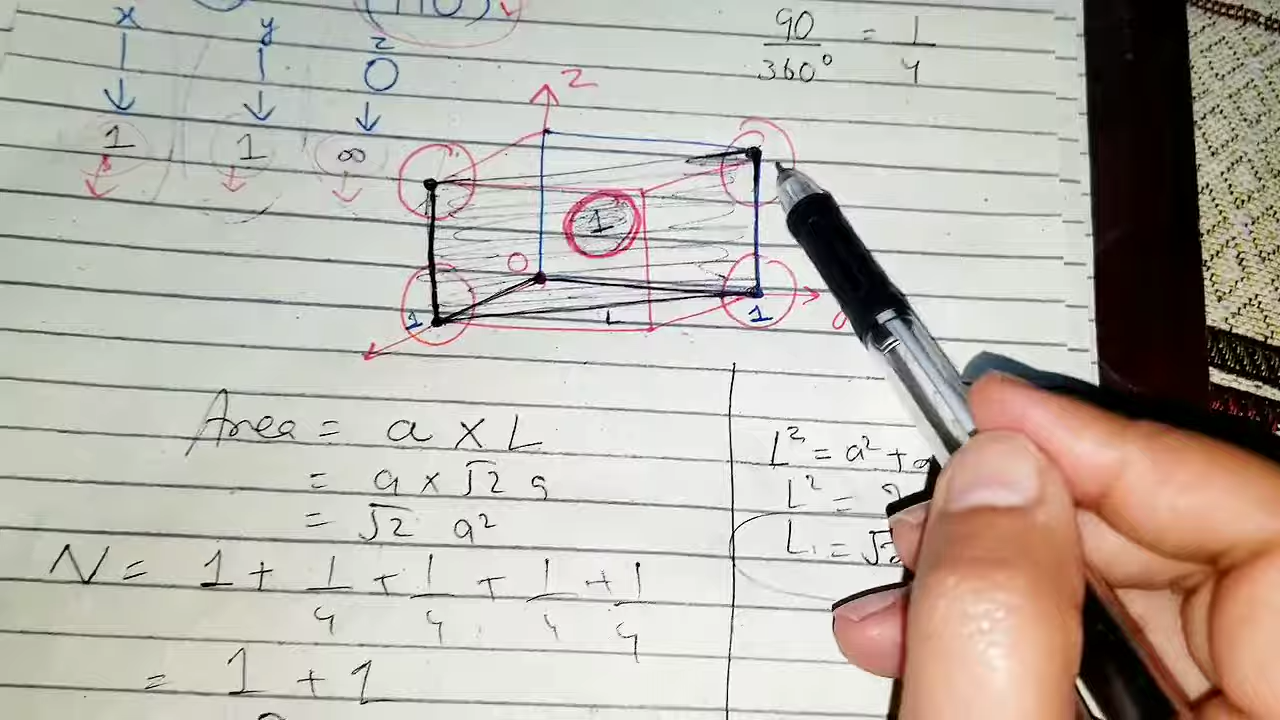 (110)
x y z
1 1 0
1 1 ∞
90/360° = 1/4
Z
1
O
1 L 1
Area = a × L
= a × √2 a
= √2 a²
N = 1 + 1/4 + 1/4 + 1/4 + 1/4
= 1 + 1
L² = a² +
L² =
L = √2